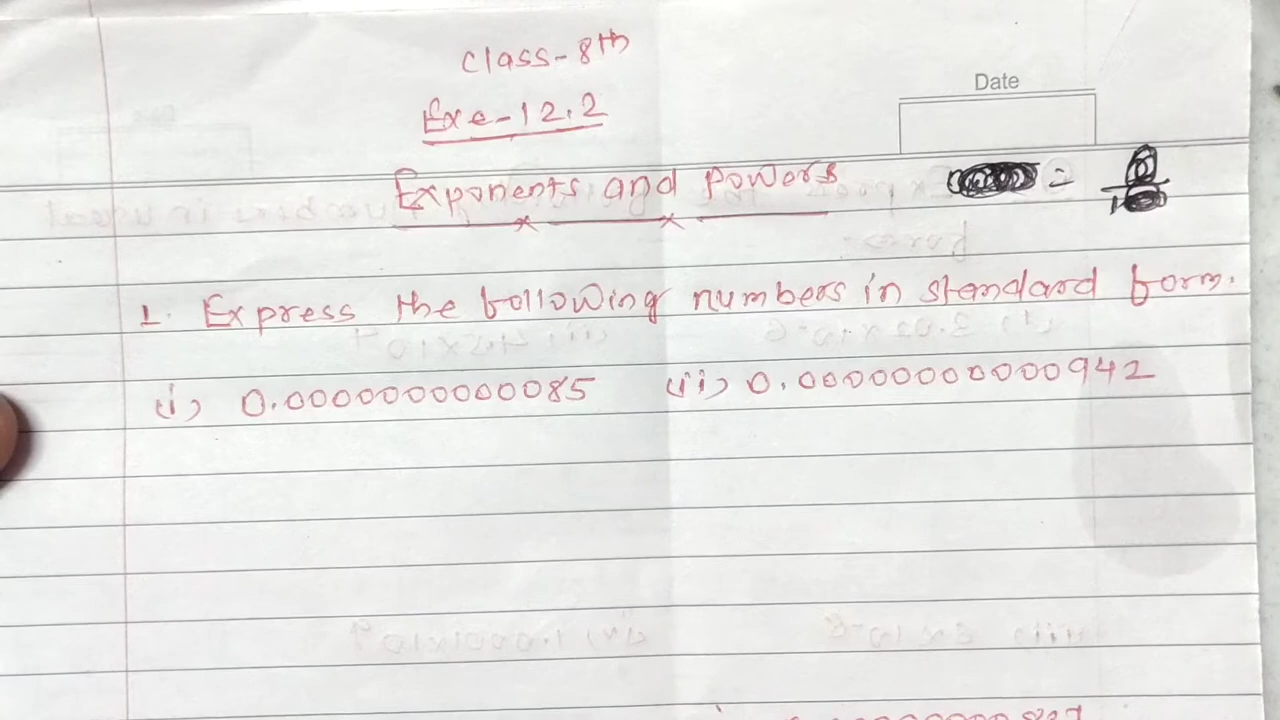 Class-8th
Exe-12.2
Date
Exponents and Powers
1. Express the following numbers in standard form.
(i) 0.0000000000085 (ii) 0.00000000000942